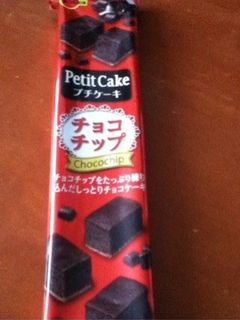 Petit Cake
プチケーキ
チョコ
チップ
Chocochip
チョコチップをたっぷり練り
込んだしっとりチョコケーキ